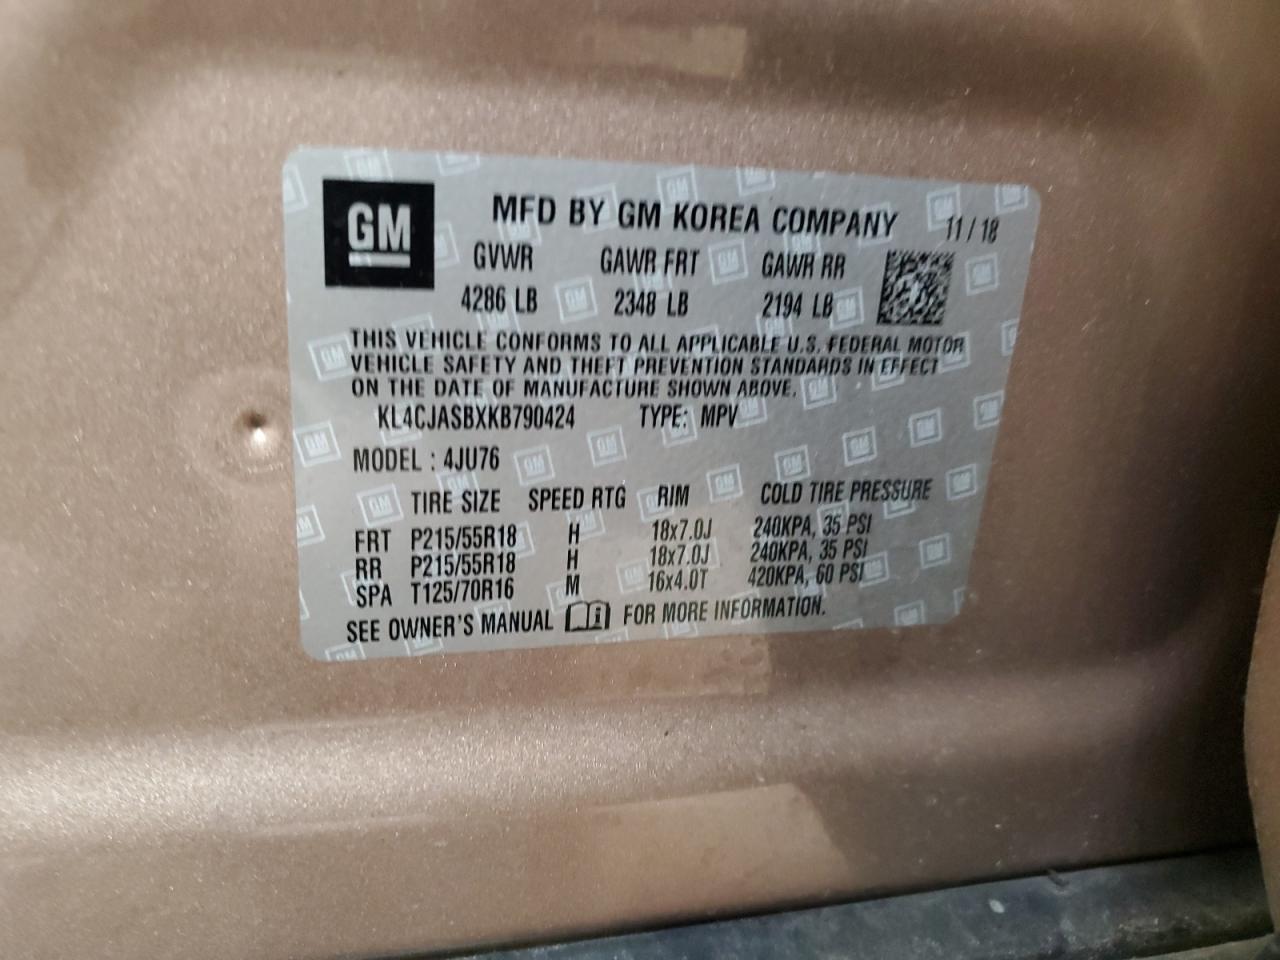 GM
MFD BY GM KOREA COMPANY 11 / 18
GVWR GAWR FRT GAWR RR
4286 LB 2348 LB 2194 LB
THIS VEHICLE CONFORMS TO ALL APPLICABLE U.S. FEDERAL MOTOR
VEHICLE SAFETY AND THEFT PREVENTION STANDARDS IN EFFECT
ON THE DATE OF MANUFACTURE SHOWN ABOVE.
KL4CJASBXKB790424 TYPE: MPV
MODEL : 4JU76
TIRE SIZE SPEED RTG RIM COLD TIRE PRESSURE
FRT P215/55R18 H 18x7.0J 240KPA, 35 PSI
RR P215/55R18 H 18x7.0J 240KPA, 35 PSI
SPA T125/70R16 M 16x4.0T 420KPA, 60 PSI
SEE OWNER'S MANUAL i FOR MORE INFORMATION.